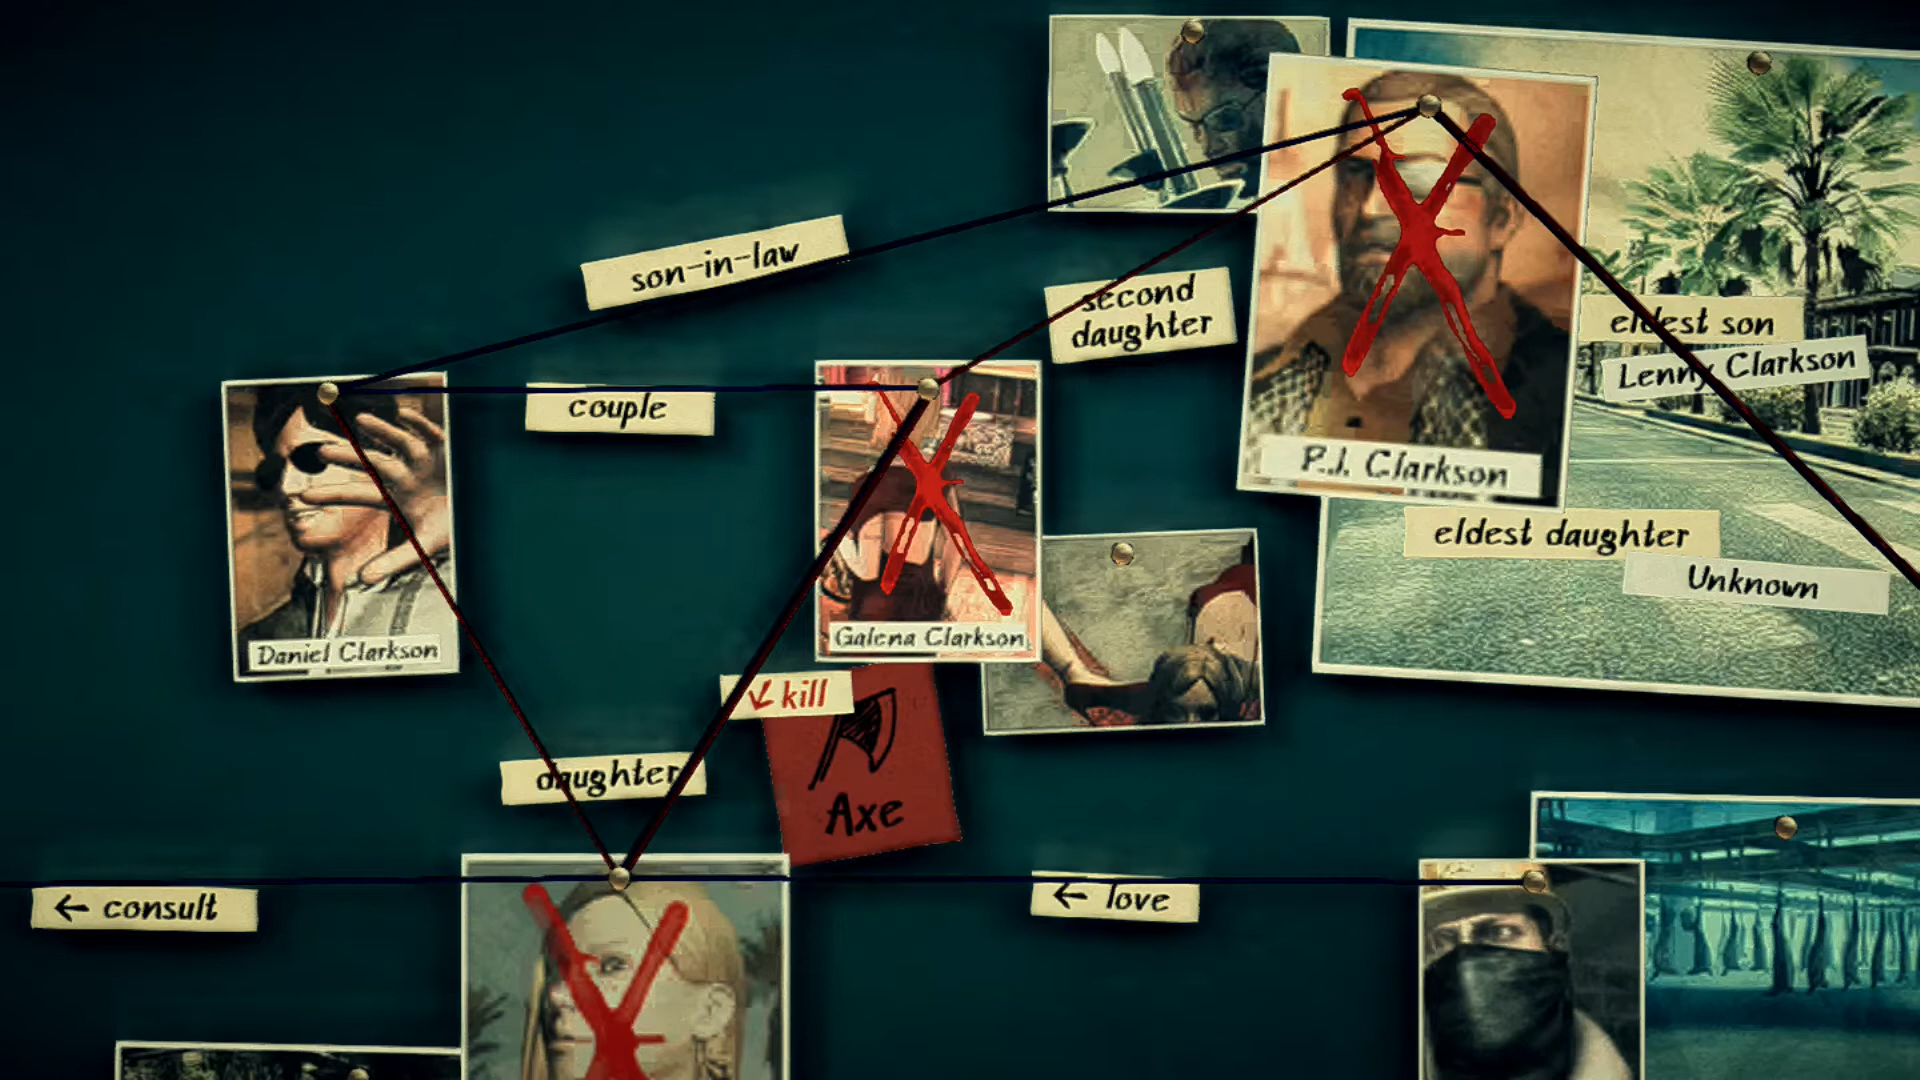 son-in-law
second
daughter
eldest son
Lenny Clarkson
couple
P.J. Clarkson
eldest daughter
Unknown
Daniel Clarkson
Galena Clarkson
↙ kill
daughter
Axe
← consult
← love